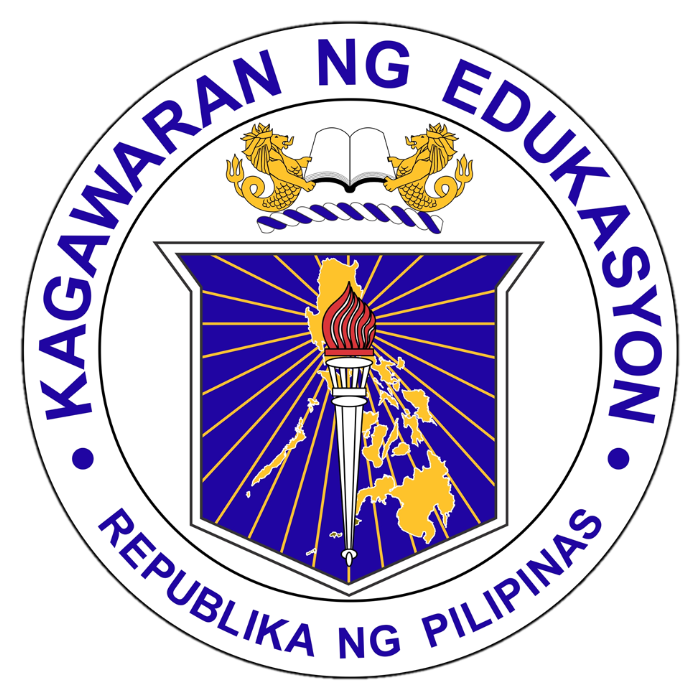 KAGAWARAN NG EDUKASYON
REPUBLIKA NG PILIPINAS